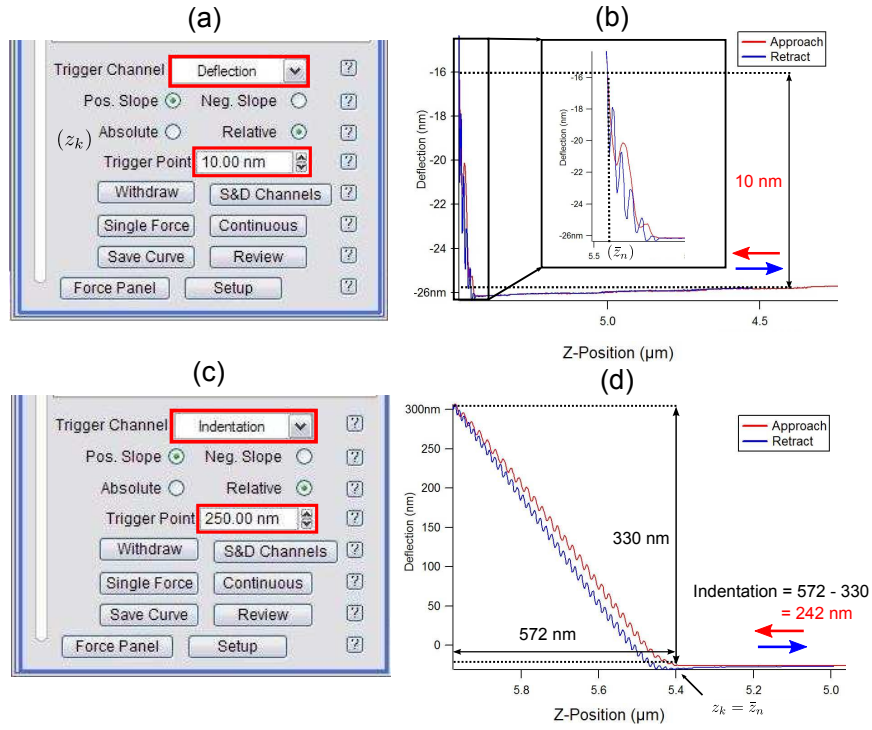 (a)
Trigger Channel Deflection ?
Pos. Slope Neg. Slope ?
(z_k) Absolute Relative ?
Trigger Point 10.00 nm ?
Withdraw S&D Channels ?
Single Force Continuous ?
Save Curve Review ?
Force Panel Setup ?
(b)
Approach
Retract
Deflection (nm)
-16
-18
-20
-22
-24
-26nm
Deflection (nm)
-16
-18
-20
-22
-24
-26nm
5.5
(z̄_n)
10 nm
5.0
4.5
Z-Position (µm)
(c)
Trigger Channel Indentation ?
Pos. Slope Neg. Slope ?
Absolute Relative ?
Trigger Point 250.00 nm ?
Withdraw S&D Channels ?
Single Force Continuous ?
Save Curve Review ?
Force Panel Setup ?
(d)
Approach
Retract
Deflection (nm)
300nm
250
200
150
100
50
0
330 nm
572 nm
Indentation = 572 - 330
= 242 nm
5.8
5.6
5.4
5.2
5.0
z_k = z̄_n
Z-Position (µm)